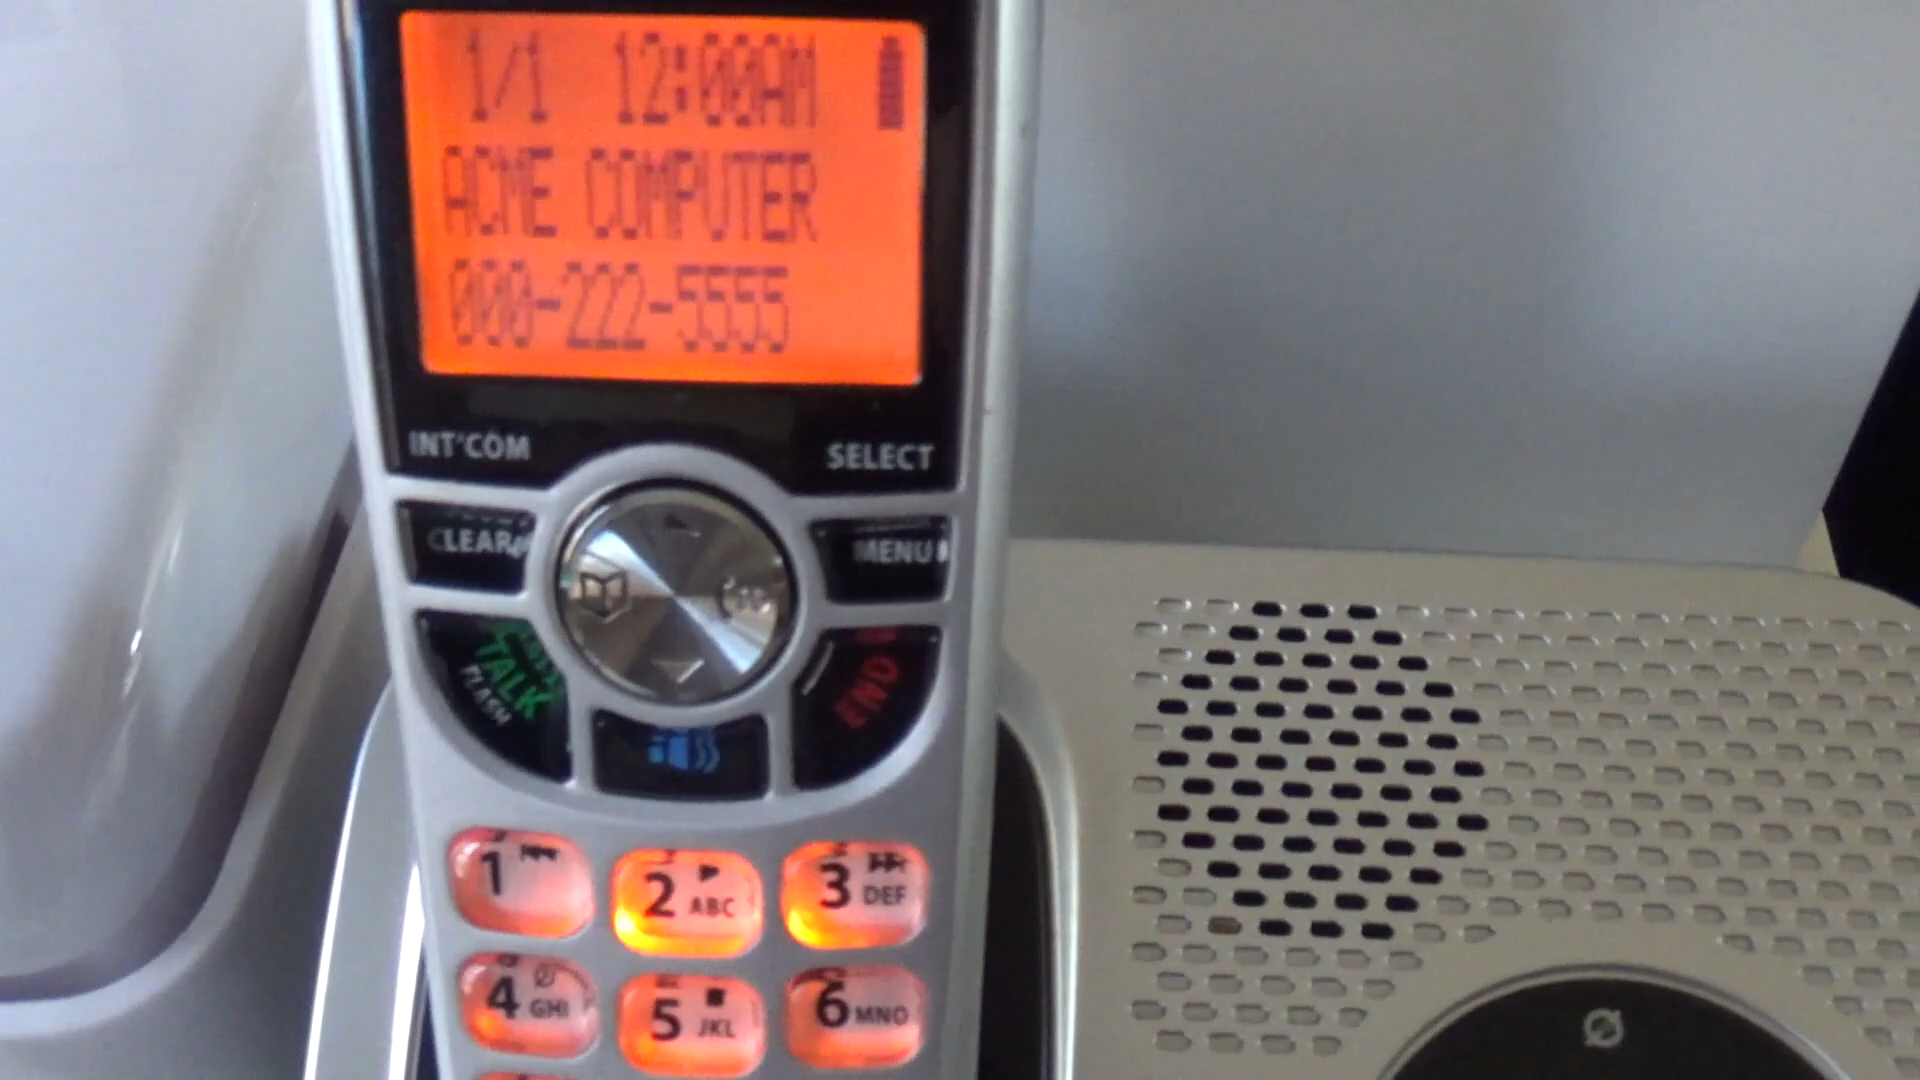 1/1 12:00AM
ACME COMPUTER
000-222-5555
INT'COM SELECT
CLEAR MENU
TALK
FLASH
END
1
2 ABC
3 DEF
4 GHI
5 JKL
6 MNO